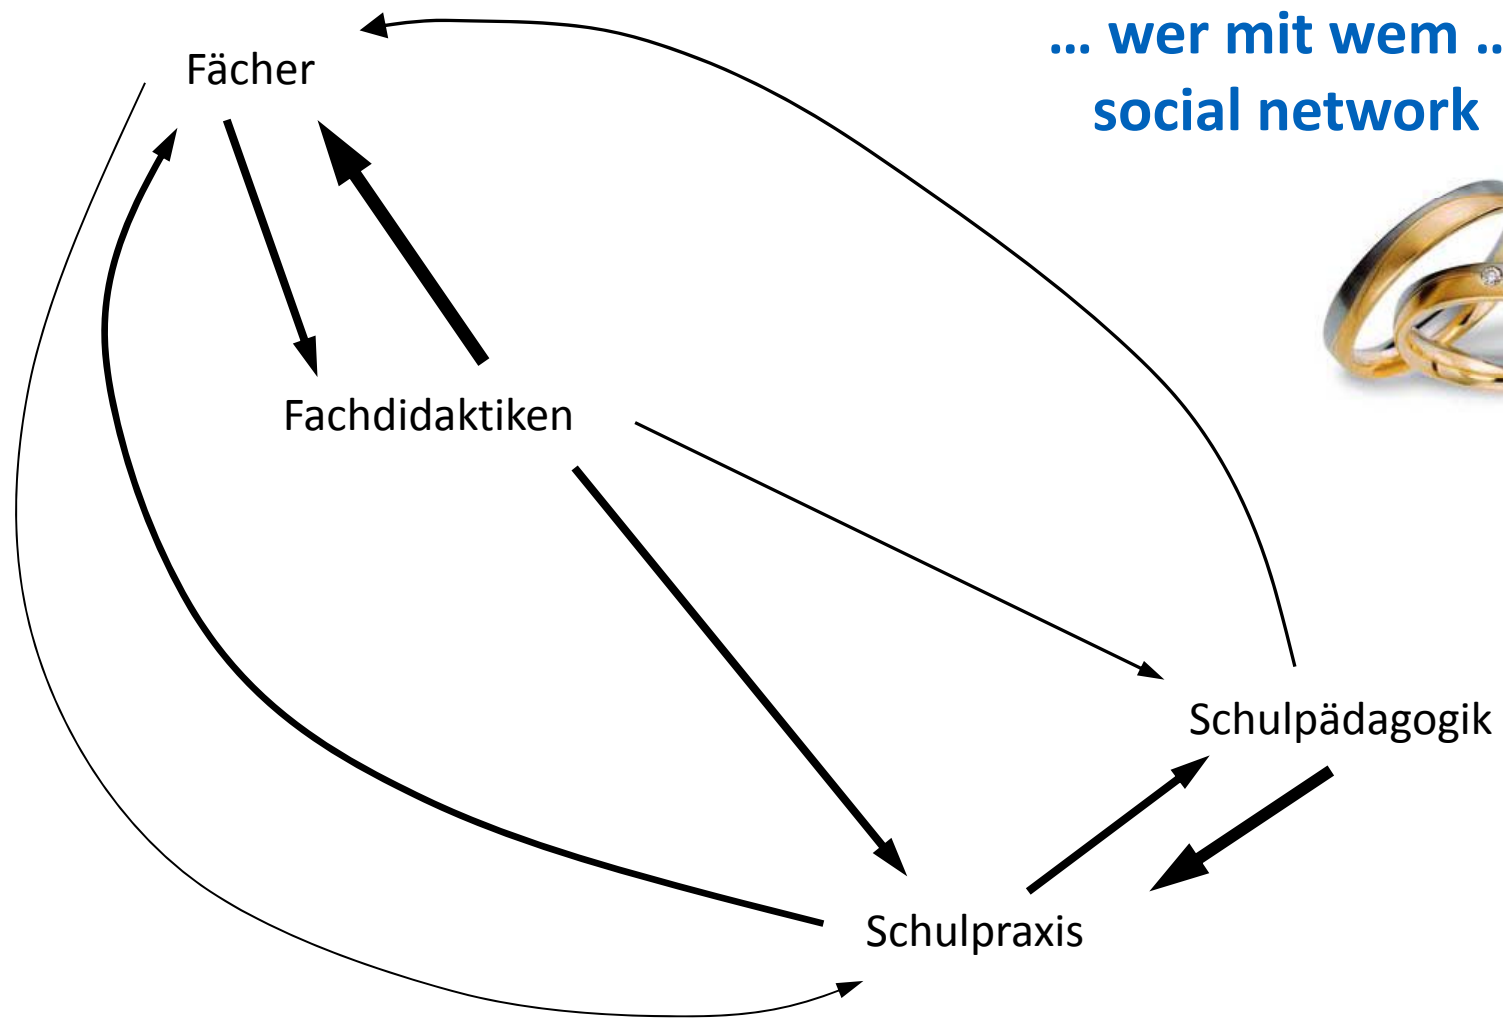 ... wer mit wem ..
social network
Fächer
Fachdidaktiken
Schulpädagogik
Schulpraxis